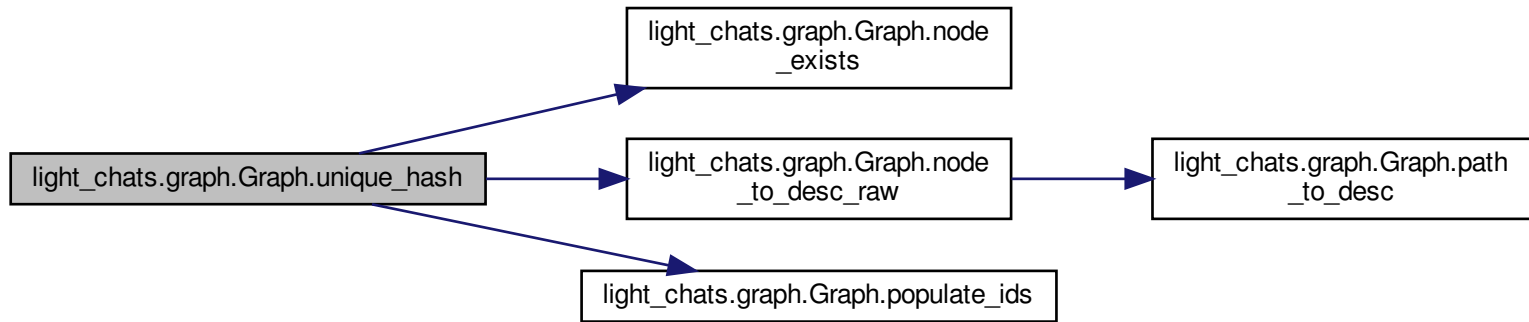 light_chats.graph.Graph.unique_hash
light_chats.graph.Graph.node
_exists
light_chats.graph.Graph.node
_to_desc_raw
light_chats.graph.Graph.path
_to_desc
light_chats.graph.Graph.populate_ids